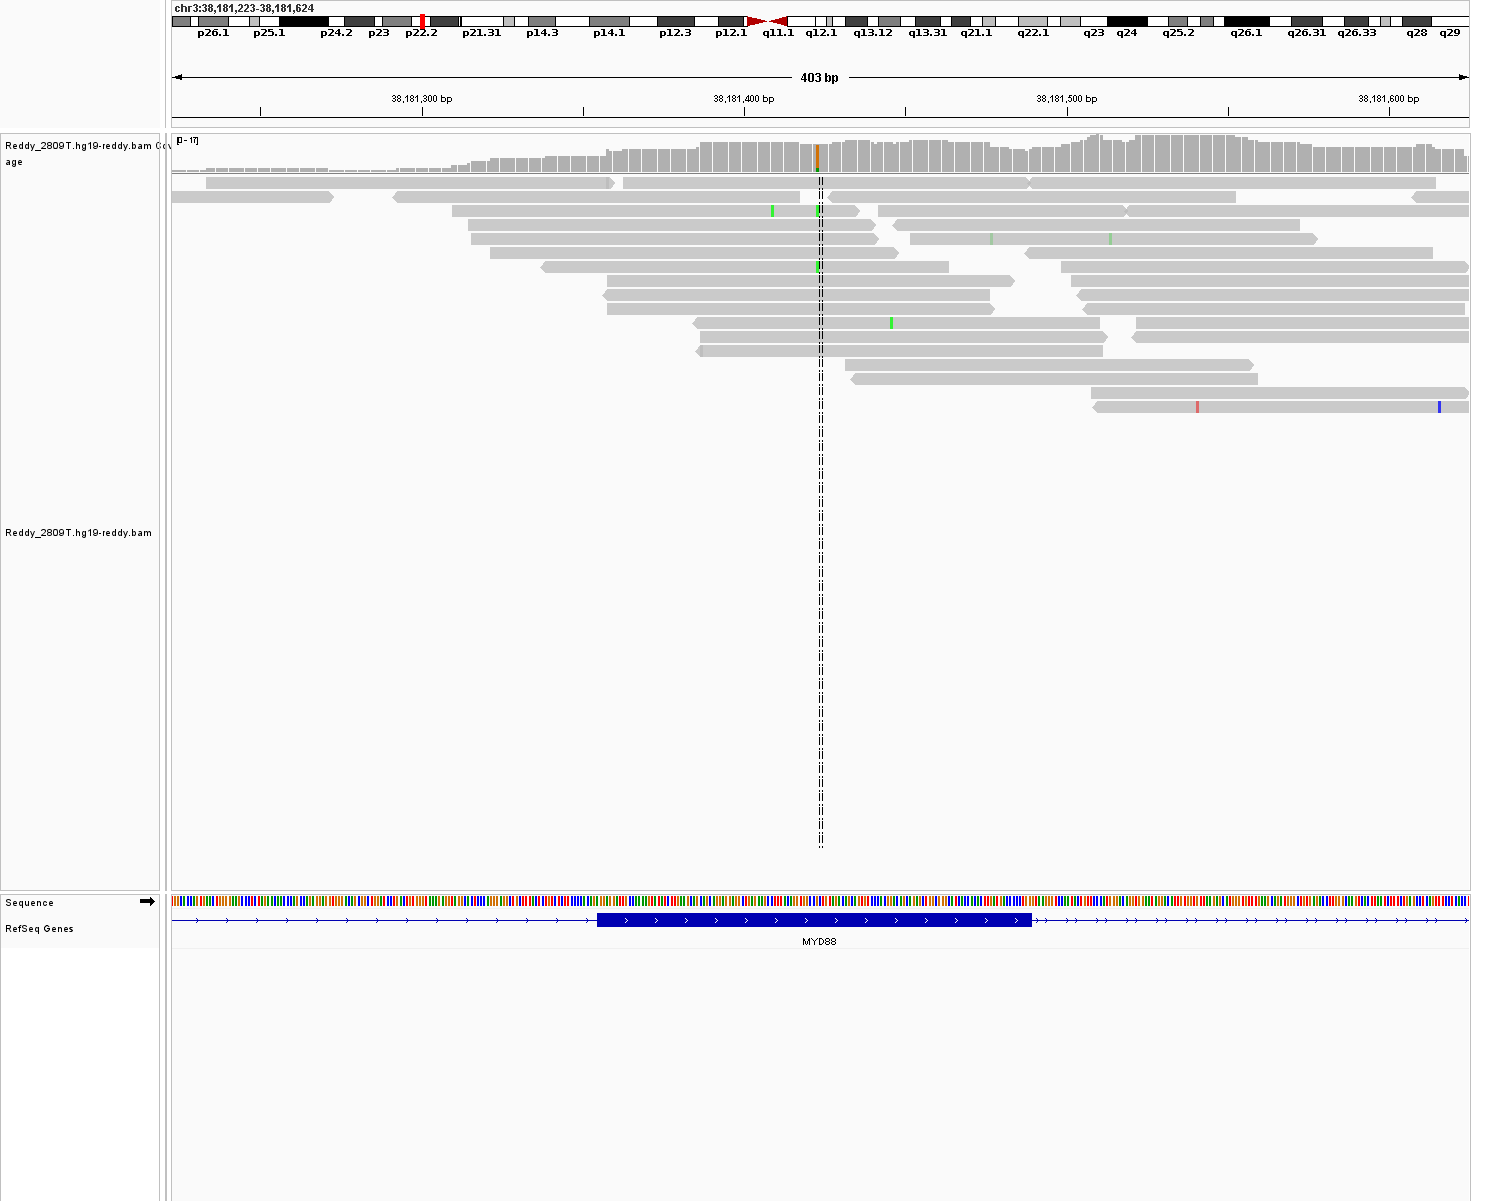 chr3:38,181,223-38,181,624
p26.1 p25.1 p24.2 p23 p22.2 p21.31 p14.3 p14.1 p12.3 p12.1 q11.1 q12.1 q13.12 q13.31 q21.1 q22.1 q23 q24 q25.2 q26.1 q26.31 q26.33 q28 q29
403 bp
38,181,300 bp 38,181,400 bp 38,181,500 bp 38,181,600 bp
Reddy_2809T.hg19-reddy.bam Cov
age
[0 - 17]
Reddy_2809T.hg19-reddy.bam
Sequence
RefSeq Genes
MYD88